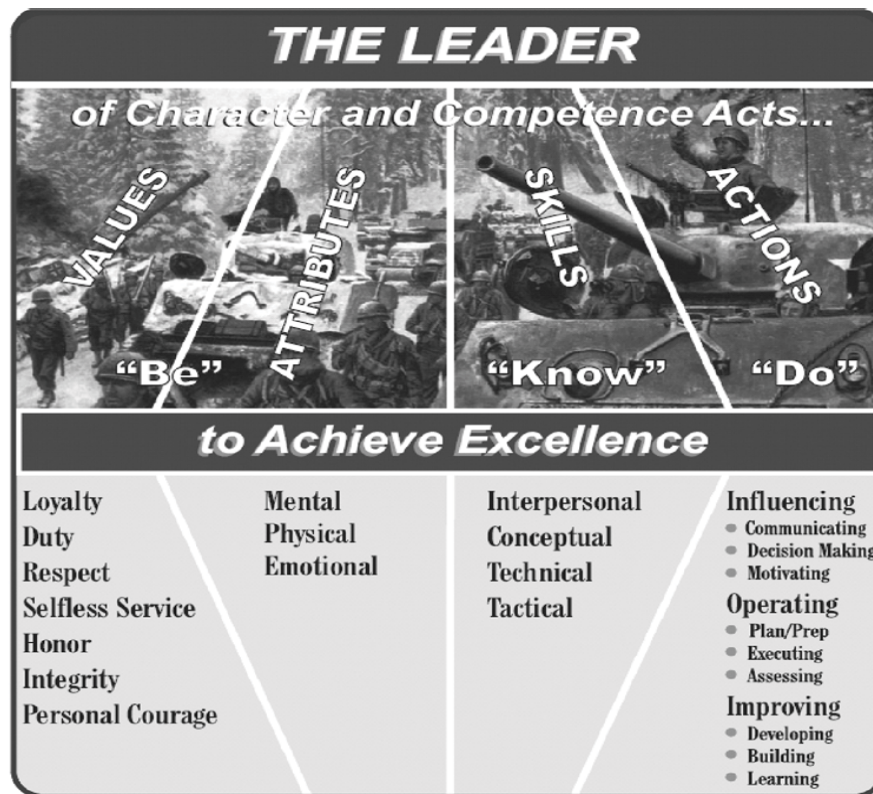 THE LEADER
of Character and Competence Acts...
VALUES
ATTRIBUTES
SKILLS
ACTIONS
“Be”
“Know”
“Do”
to Achieve Excellence
Loyalty
Duty
Respect
Selfless Service
Honor
Integrity
Personal Courage
Mental
Physical
Emotional
Interpersonal
Conceptual
Technical
Tactical
Influencing
Communicating
Decision Making
Motivating
Operating
Plan/Prep
Executing
Assessing
Improving
Developing
Building
Learning